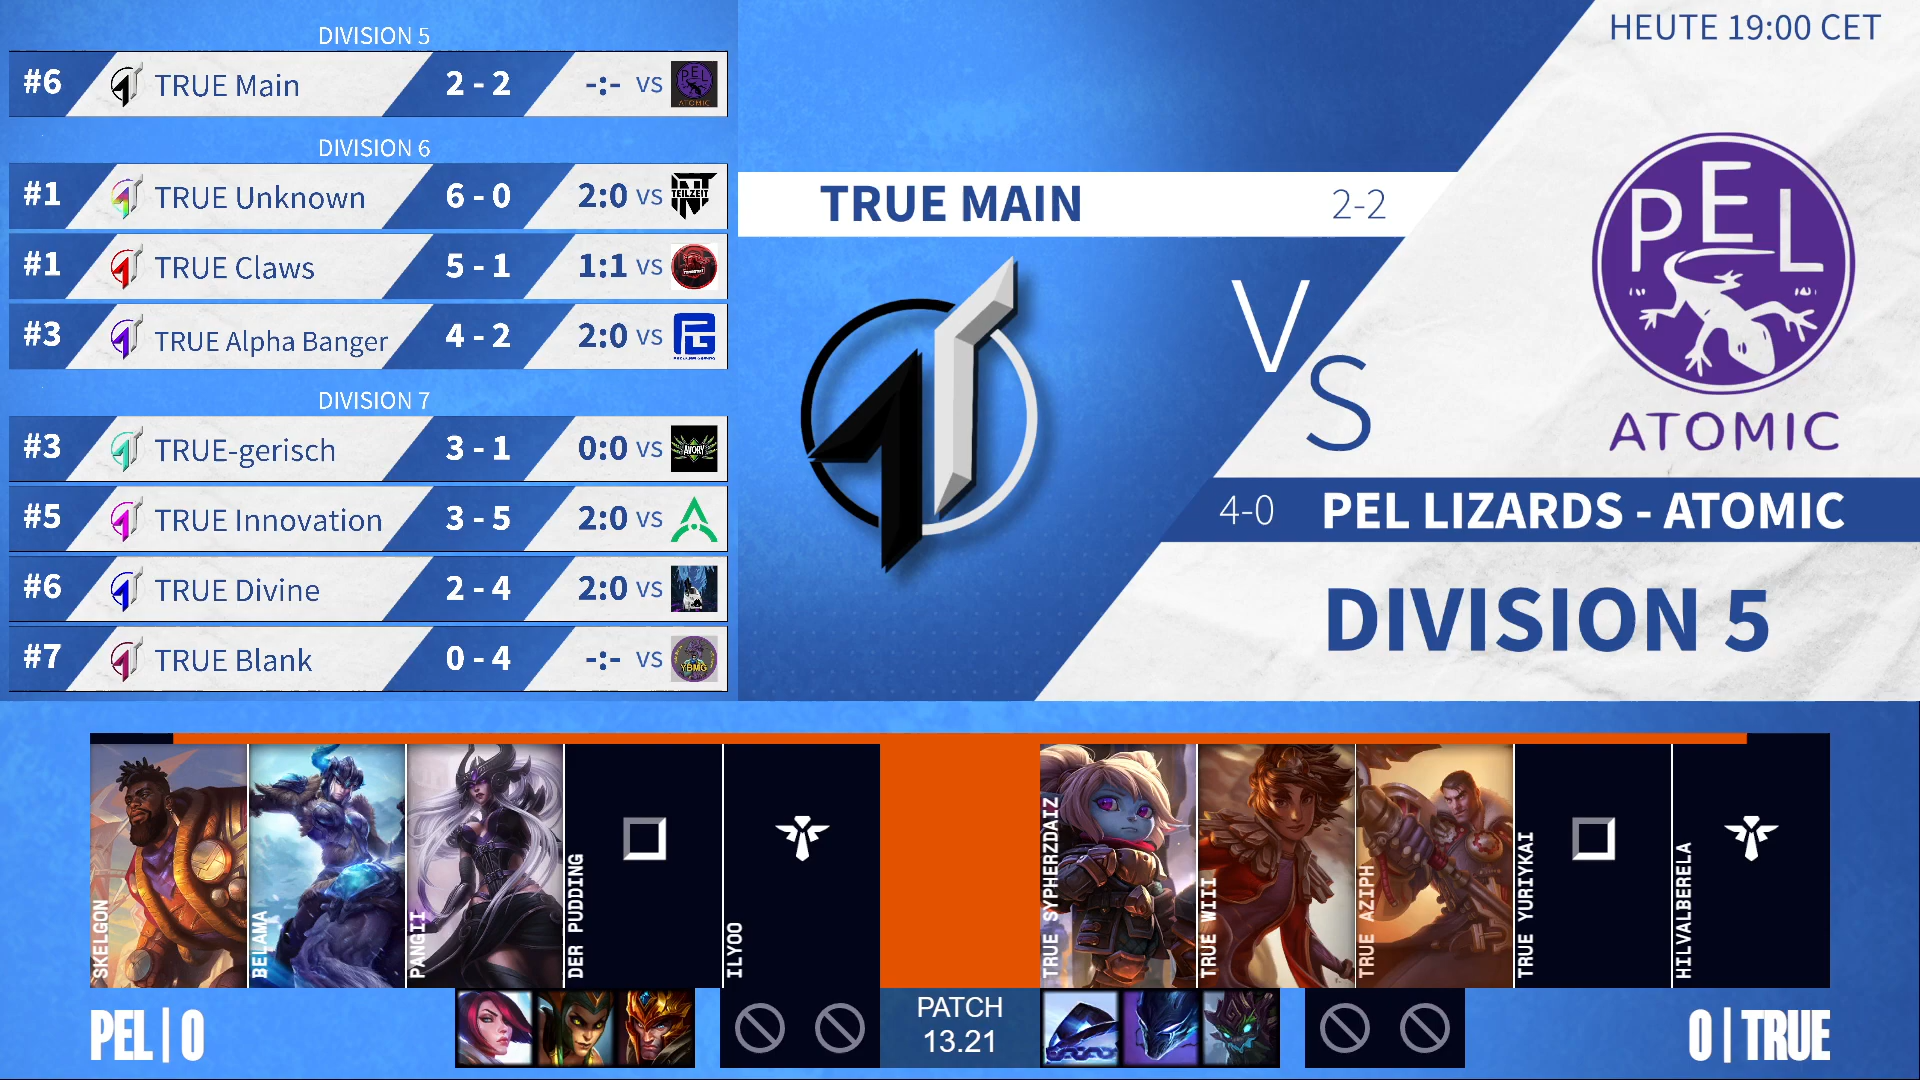 DIVISION 5
#6 TRUE Main 2 - 2 -:- VS PEL ATOMIC
DIVISION 6
#1 TRUE Unknown 6 - 0 2:0 VS TEILZEIT
#1 TRUE Claws 5 - 1 1:1 VS
#3 TRUE Alpha Banger 4 - 2 2:0 VS
DIVISION 7
#3 TRUE-gerisch 3 - 1 0:0 VS AVORY
#5 TRUE Innovation 3 - 5 2:0 VS
#6 TRUE Divine 2 - 4 2:0 VS
#7 TRUE Blank 0 - 4 -:- VS YBMG
HEUTE 19:00 CET
TRUE MAIN 2-2
VS
PEL
ATOMIC
4-0 PEL LIZARDS - ATOMIC
DIVISION 5
SKELGON
BELAMA
PANGII
DER PUDDING
ILYOO
TRUE SYPHERZDAIZ
TRUE WIII
TRUE AZIPH
TRUE YURIYKAI
HILVALBERELA
PEL | 0
PATCH
13.21
0 | TRUE